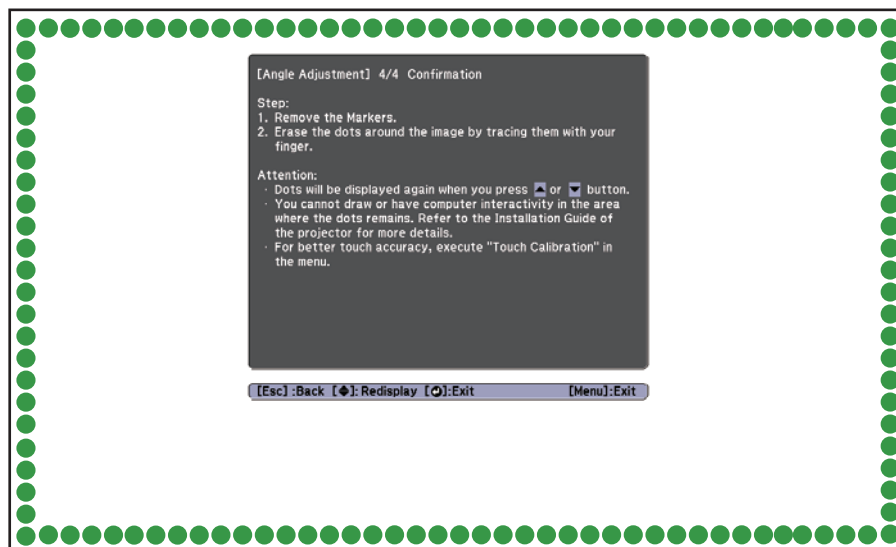 [Angle Adjustment] 4/4 Confirmation
Step:
1. Remove the Markers.
2. Erase the dots around the image by tracing them with your
finger.
Attention:
· Dots will be displayed again when you press ▲ or ▼ button.
· You cannot draw or have computer interactivity in the area
where the dots remains. Refer to the Installation Guide of
the projector for more details.
· For better touch accuracy, execute "Touch Calibration" in
the menu.
[Esc] :Back [◆]: Redisplay [↵]:Exit [Menu]:Exit